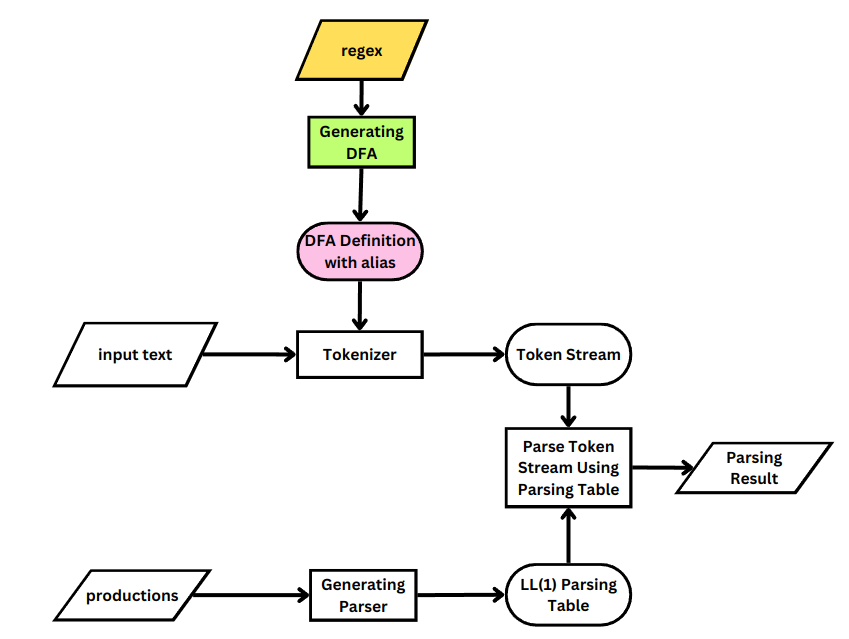 regex
Generating
DFA
DFA Definition
with alias
input text
Tokenizer
Token Stream
Parse Token
Stream Using
Parsing Table
Parsing
Result
productions
Generating
Parser
LL(1) Parsing
Table